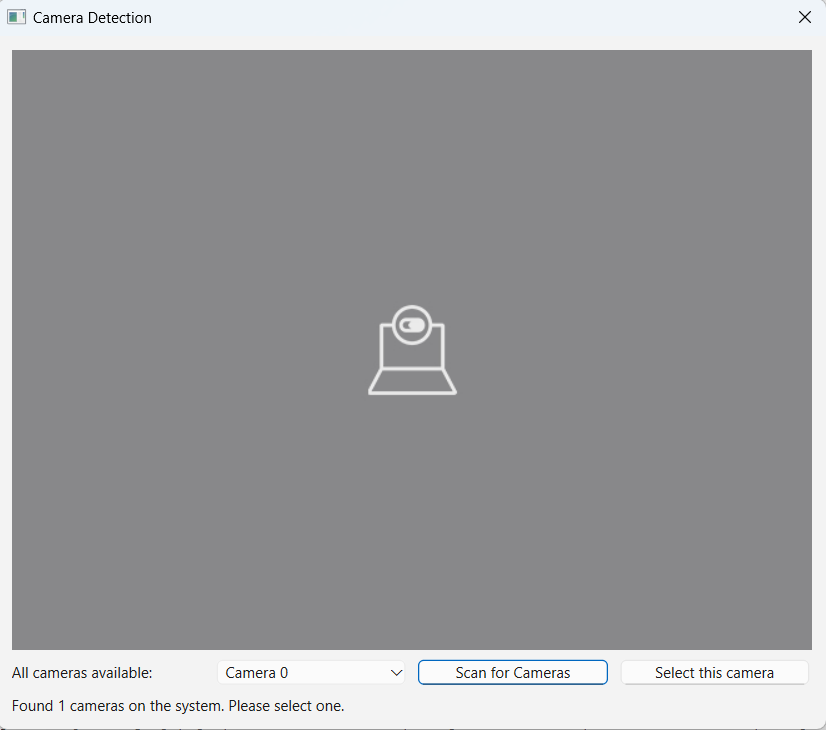 Camera Detection
All cameras available: Camera 0 Scan for Cameras Select this camera
Found 1 cameras on the system. Please select one.